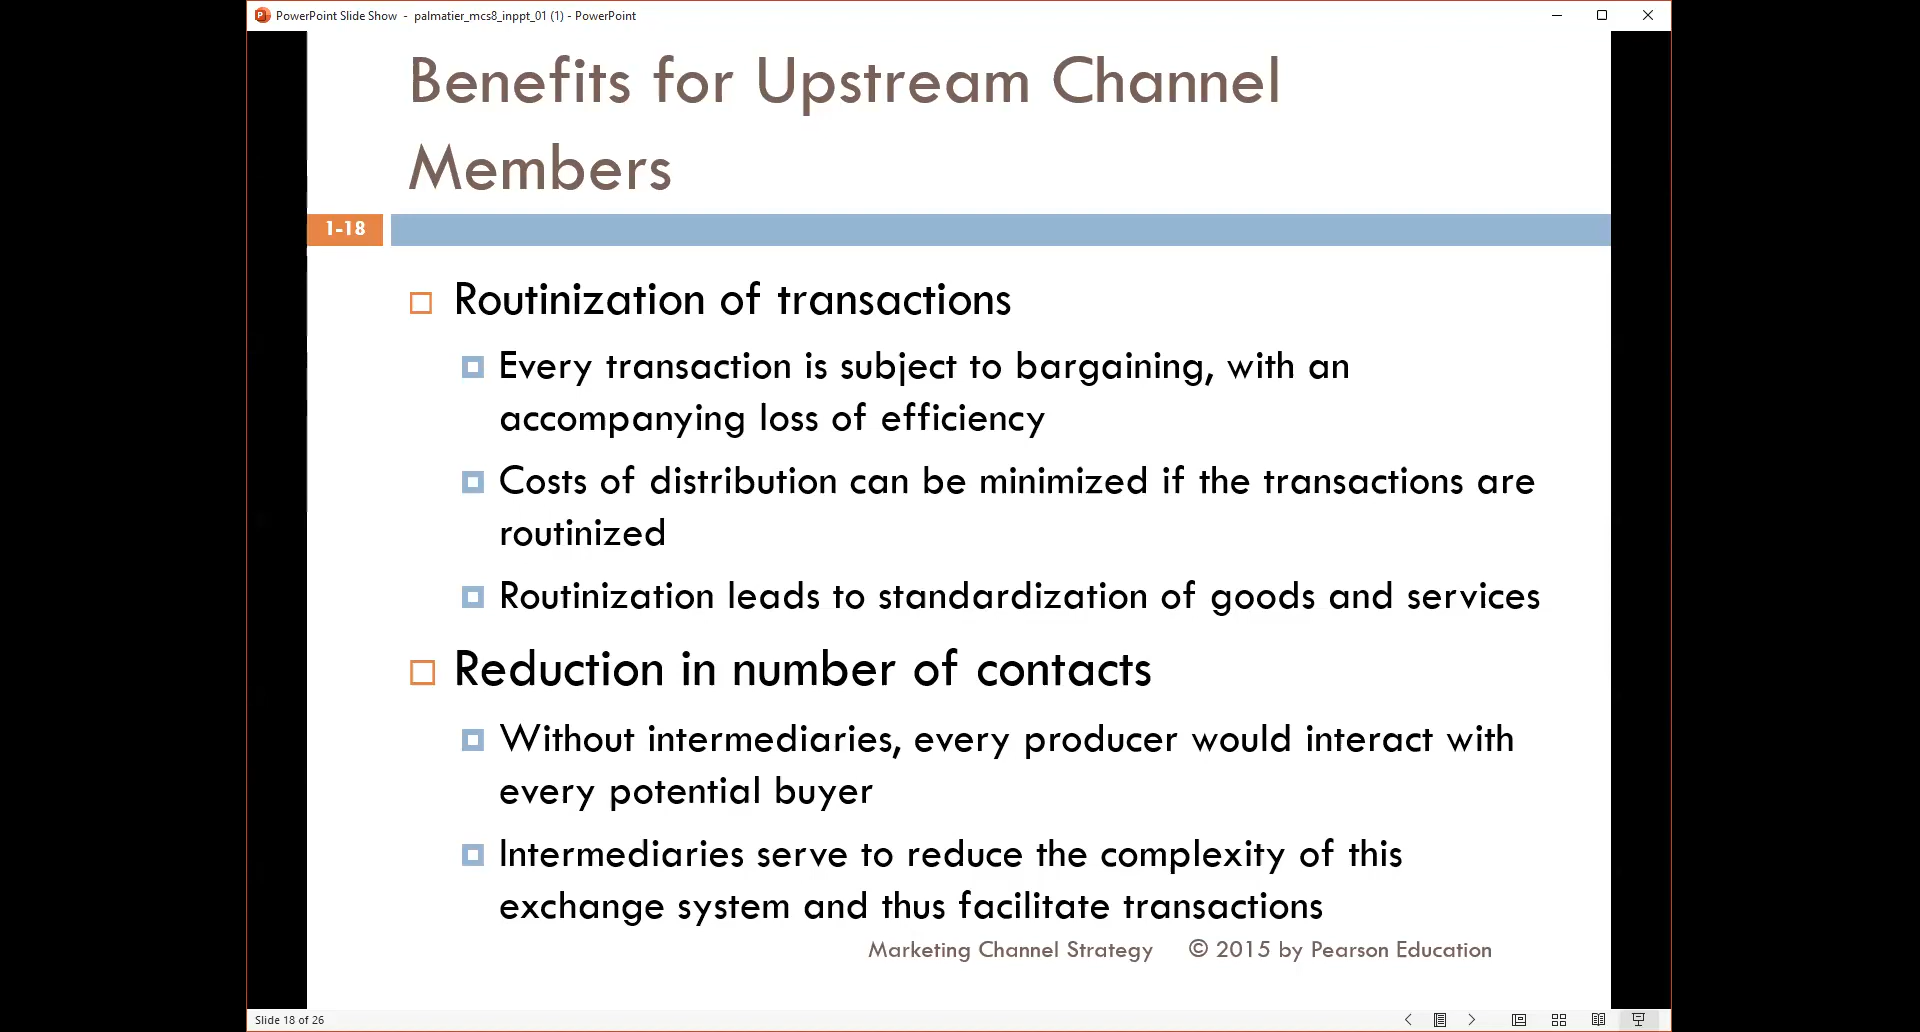 PowerPoint Slide Show - palmatier_mcs8_inppt_01 (1) - PowerPoint
Benefits for Upstream Channel
Members
1-18
Routinization of transactions
Every transaction is subject to bargaining, with an
accompanying loss of efficiency
Costs of distribution can be minimized if the transactions are
routinized
Routinization leads to standardization of goods and services
Reduction in number of contacts
Without intermediaries, every producer would interact with
every potential buyer
Intermediaries serve to reduce the complexity of this
exchange system and thus facilitate transactions
Marketing Channel Strategy © 2015 by Pearson Education
Slide 18 of 26